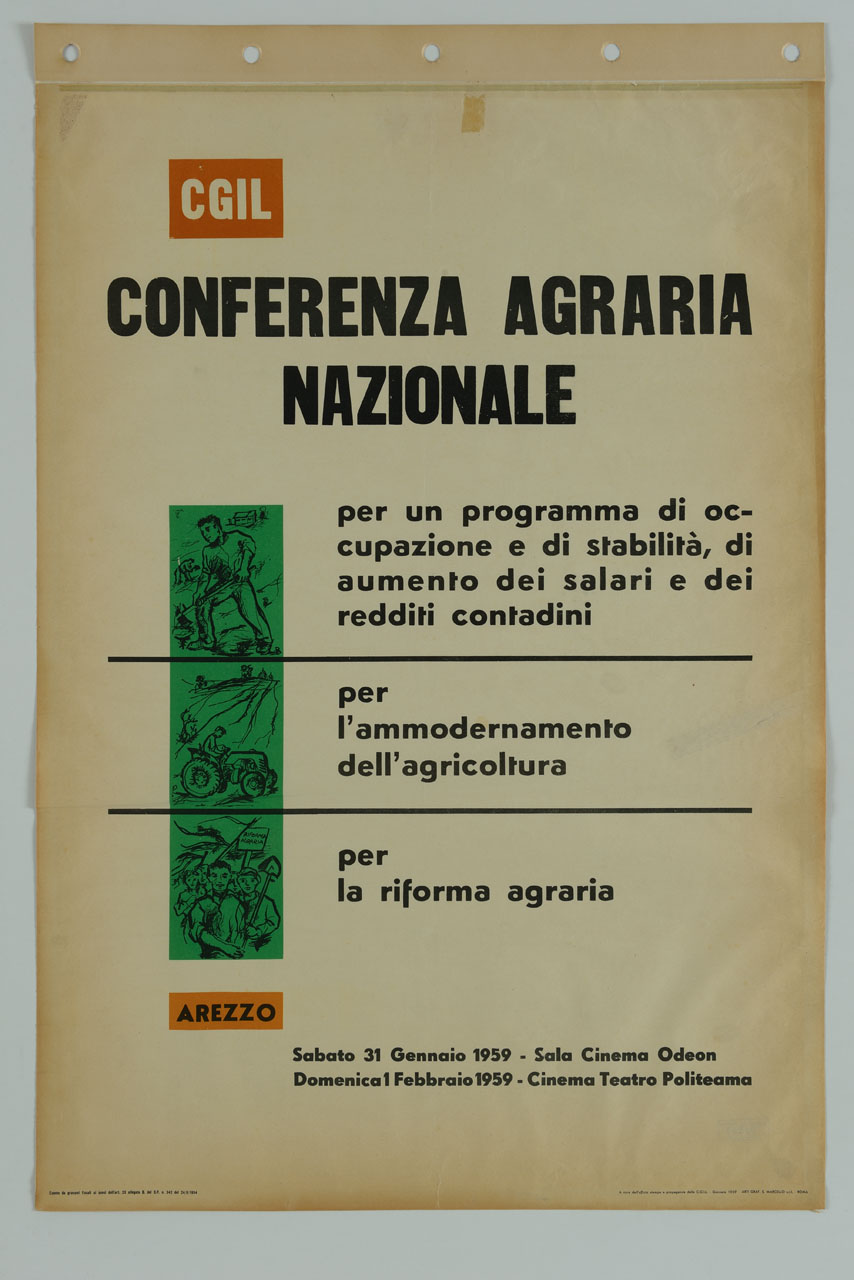 CGIL
CONFERENZA AGRARIA
NAZIONALE
per un programma di oc-
cupazione e di stabilità, di
aumento dei salari e dei
redditi contadini
per
l'ammodernamento
dell'agricoltura
RIFORMA
AGRARIA
per
la riforma agraria
AREZZO
Sabato 31 Gennaio 1959 - Sala Cinema Odeon
Domenica 1 Febbraio 1959 - Cinema Teatro Politeama